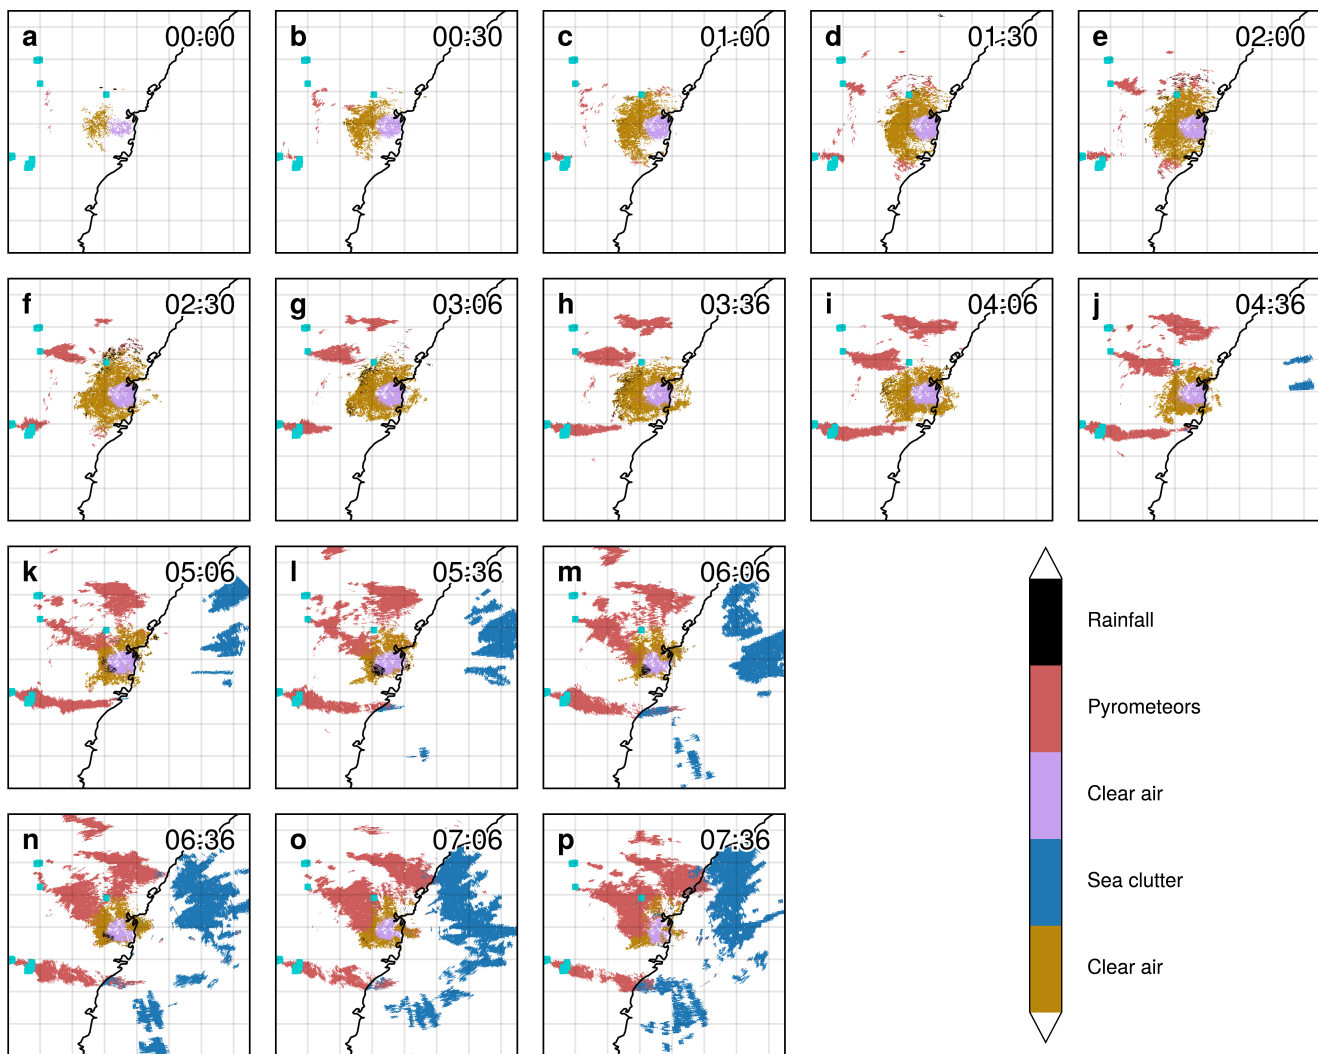 a 00:00
b 00:30
c 01:00
d 01:30
e 02:00
f 02:30
g 03:06
h 03:36
i 04:06
j 04:36
k 05:06
l 05:36
m 06:06
Rainfall
Pyrometeors
Clear air
Sea clutter
Clear air
n 06:36
o 07:06
p 07:36